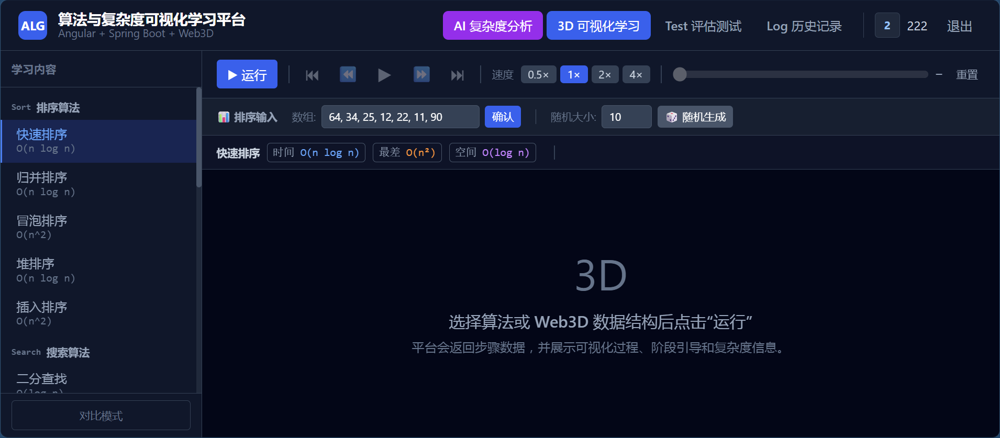 ALG 算法与复杂度可视化学习平台
Angular + Spring Boot + Web3D
AI 复杂度分析 3D 可视化学习 Test 评估测试 Log 历史记录 2 222 退出
学习内容
Sort 排序算法
快速排序
O(n log n)
归并排序
O(n log n)
冒泡排序
O(n^2)
堆排序
O(n log n)
插入排序
O(n^2)
Search 搜索算法
二分查找
O(log n)
对比模式
▶ 运行 速度 0.5× 1× 2× 4× – 重置
排序输入 数组: 64, 34, 25, 12, 22, 11, 90 确认 随机大小: 10 随机生成
快速排序 时间 O(n log n) 最差 O(n²) 空间 O(log n)
3D
选择算法或 Web3D 数据结构后点击“运行”
平台会返回步骤数据，并展示可视化过程、阶段引导和复杂度信息。